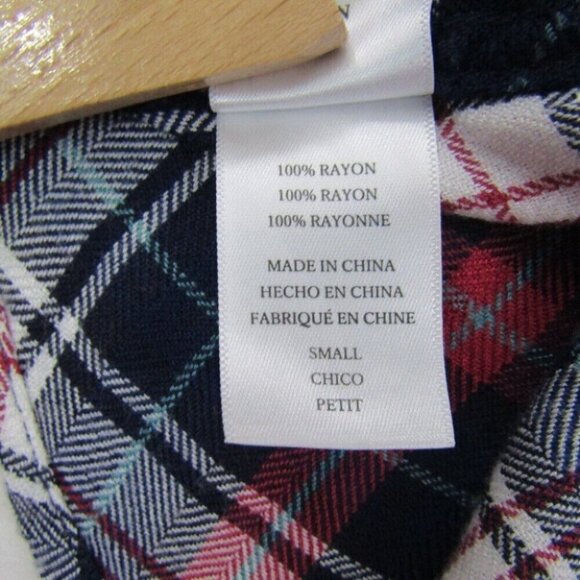 100% RAYON
100% RAYON
100% RAYONNE
MADE IN CHINA
HECHO EN CHINA
FABRIQUÉ EN CHINE
SMALL
CHICO
PETIT